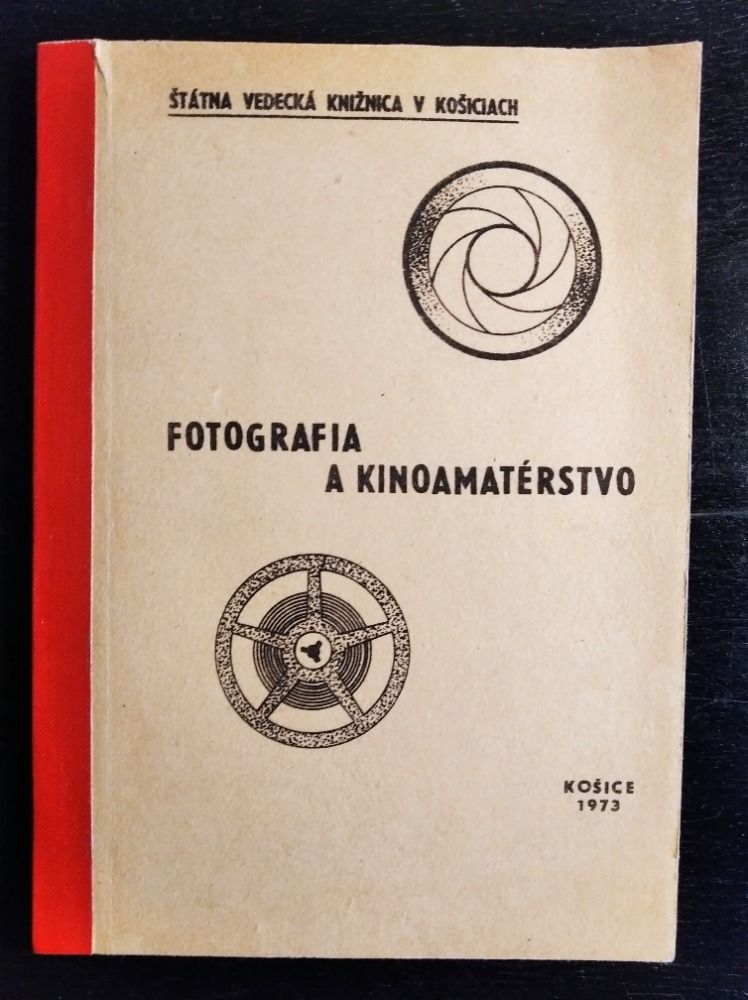 ŠTÁTNA VEDECKÁ KNIŽNICA V KOŠICIACH
FOTOGRAFIA
A KINOAMATÉRSTVO
KOŠICE
1973